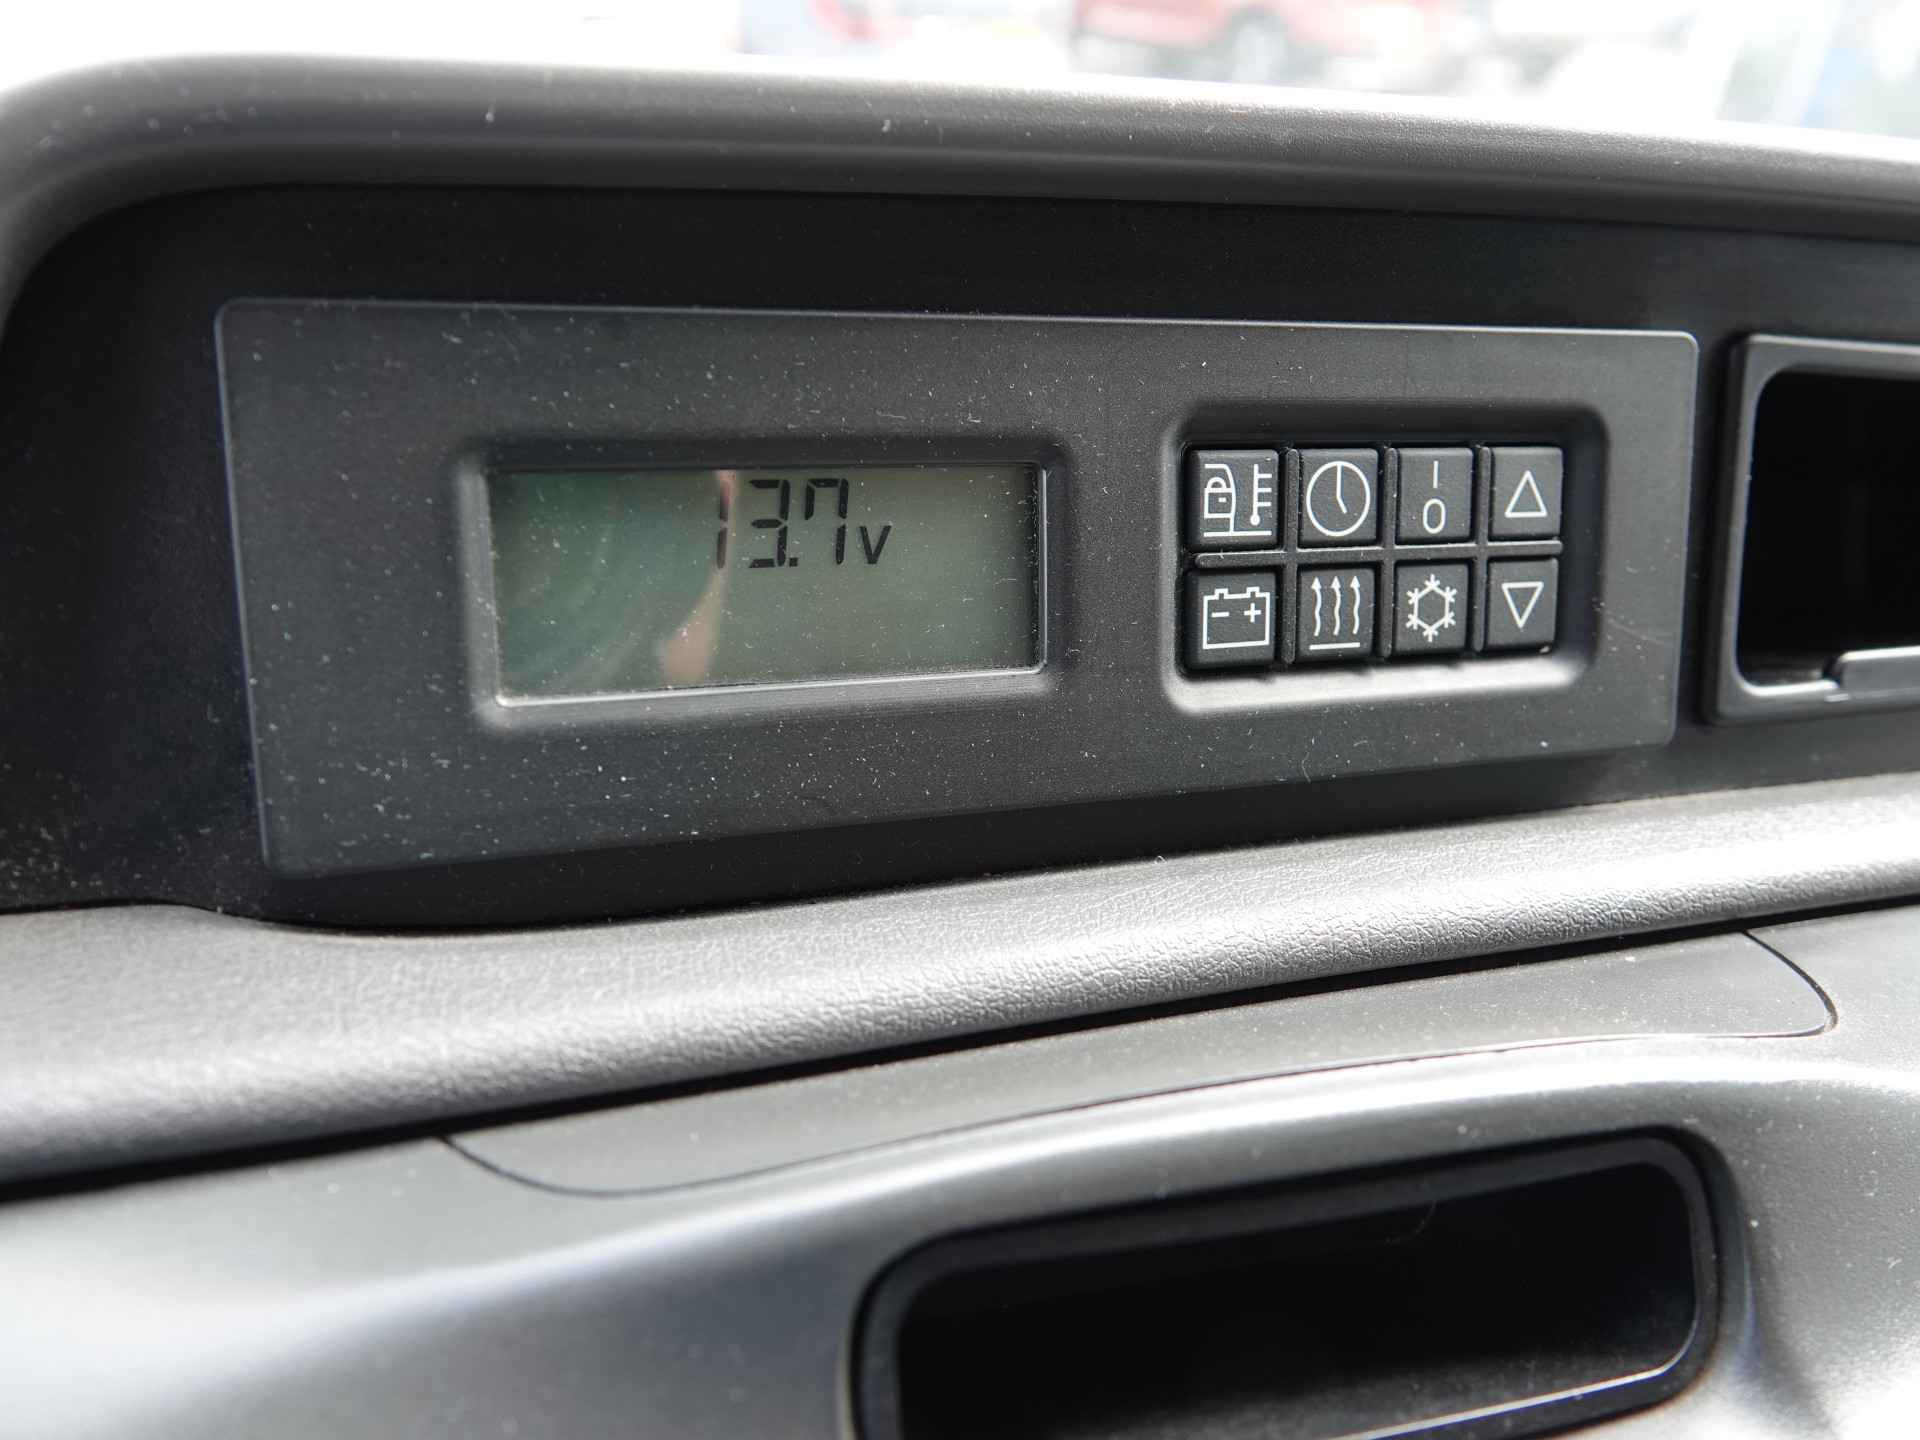 13.7v
I
O
- +